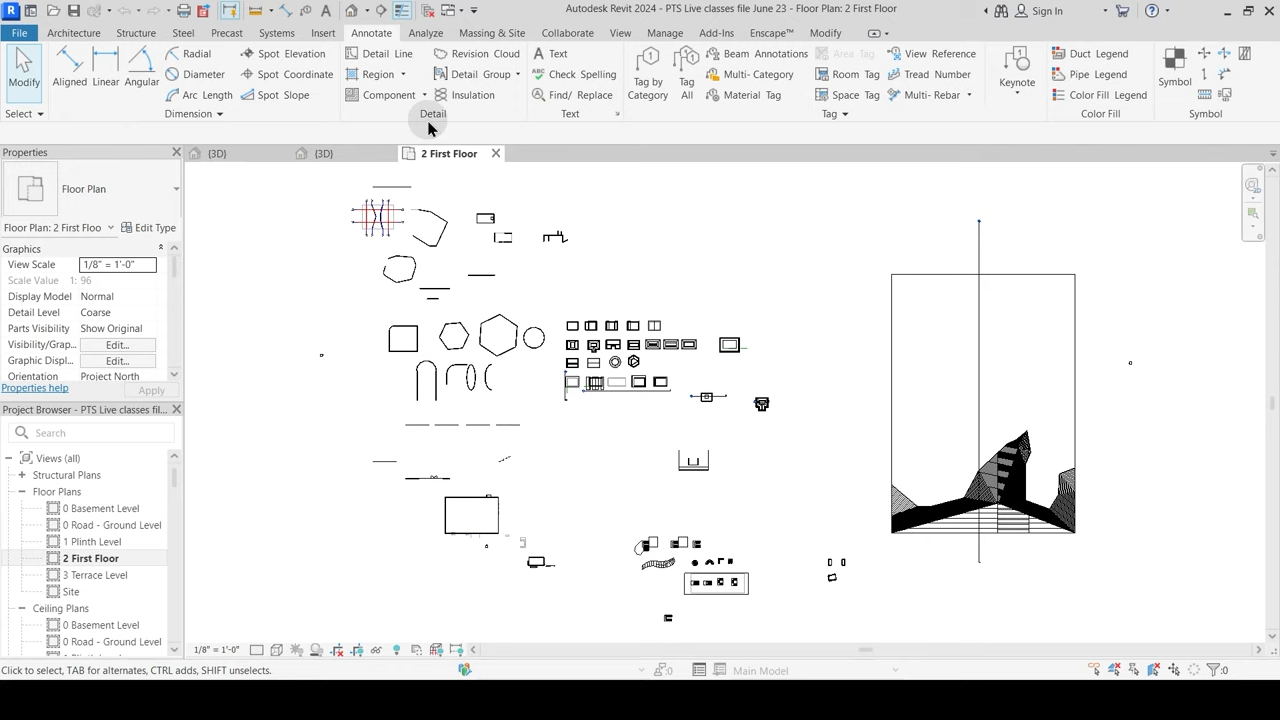 Autodesk Revit 2024 - PTS Live classes file June 23 - Floor Plan: 2 First Floor
Sign In
File Architecture Structure Steel Precast Systems Insert Annotate Analyze Massing & Site Collaborate View Manage Add-Ins Enscape™ Modify
Modify
Select
Aligned Linear Angular
Radial
Diameter
Arc Length
Spot Elevation
Spot Coordinate
Spot Slope
Dimension
Detail Line
Region
Component
Revision Cloud
Detail Group
Insulation
Detail
Text
Check Spelling
Find/ Replace
Text
Tag by
Category
Tag
All
Beam Annotations
Multi- Category
Material Tag
Area Tag
Room Tag
Space Tag
View Reference
Tread Number
Multi- Rebar
Tag
Keynote
Duct Legend
Pipe Legend
Color Fill Legend
Color Fill
Symbol
Symbol
{3D} {3D} 2 First Floor
Properties
Floor Plan
Floor Plan: 2 First Floo Edit Type
Graphics
View Scale 1/8" = 1'-0"
Scale Value 1: 96
Display Model Normal
Detail Level Coarse
Parts Visibility Show Original
Visibility/Grap... Edit...
Graphic Displ... Edit...
Orientation Project North
Properties help Apply
Project Browser - PTS Live classes fil...
Search
Views (all)
Structural Plans
Floor Plans
0 Basement Level
0 Road - Ground Level
1 Plinth Level
2 First Floor
3 Terrace Level
Site
Ceiling Plans
0 Basement Level
0 Road - Ground Level
1/8" = 1'-0"
Click to select, TAB for alternates, CTRL adds, SHIFT unselects.
:0
Main Model
:0